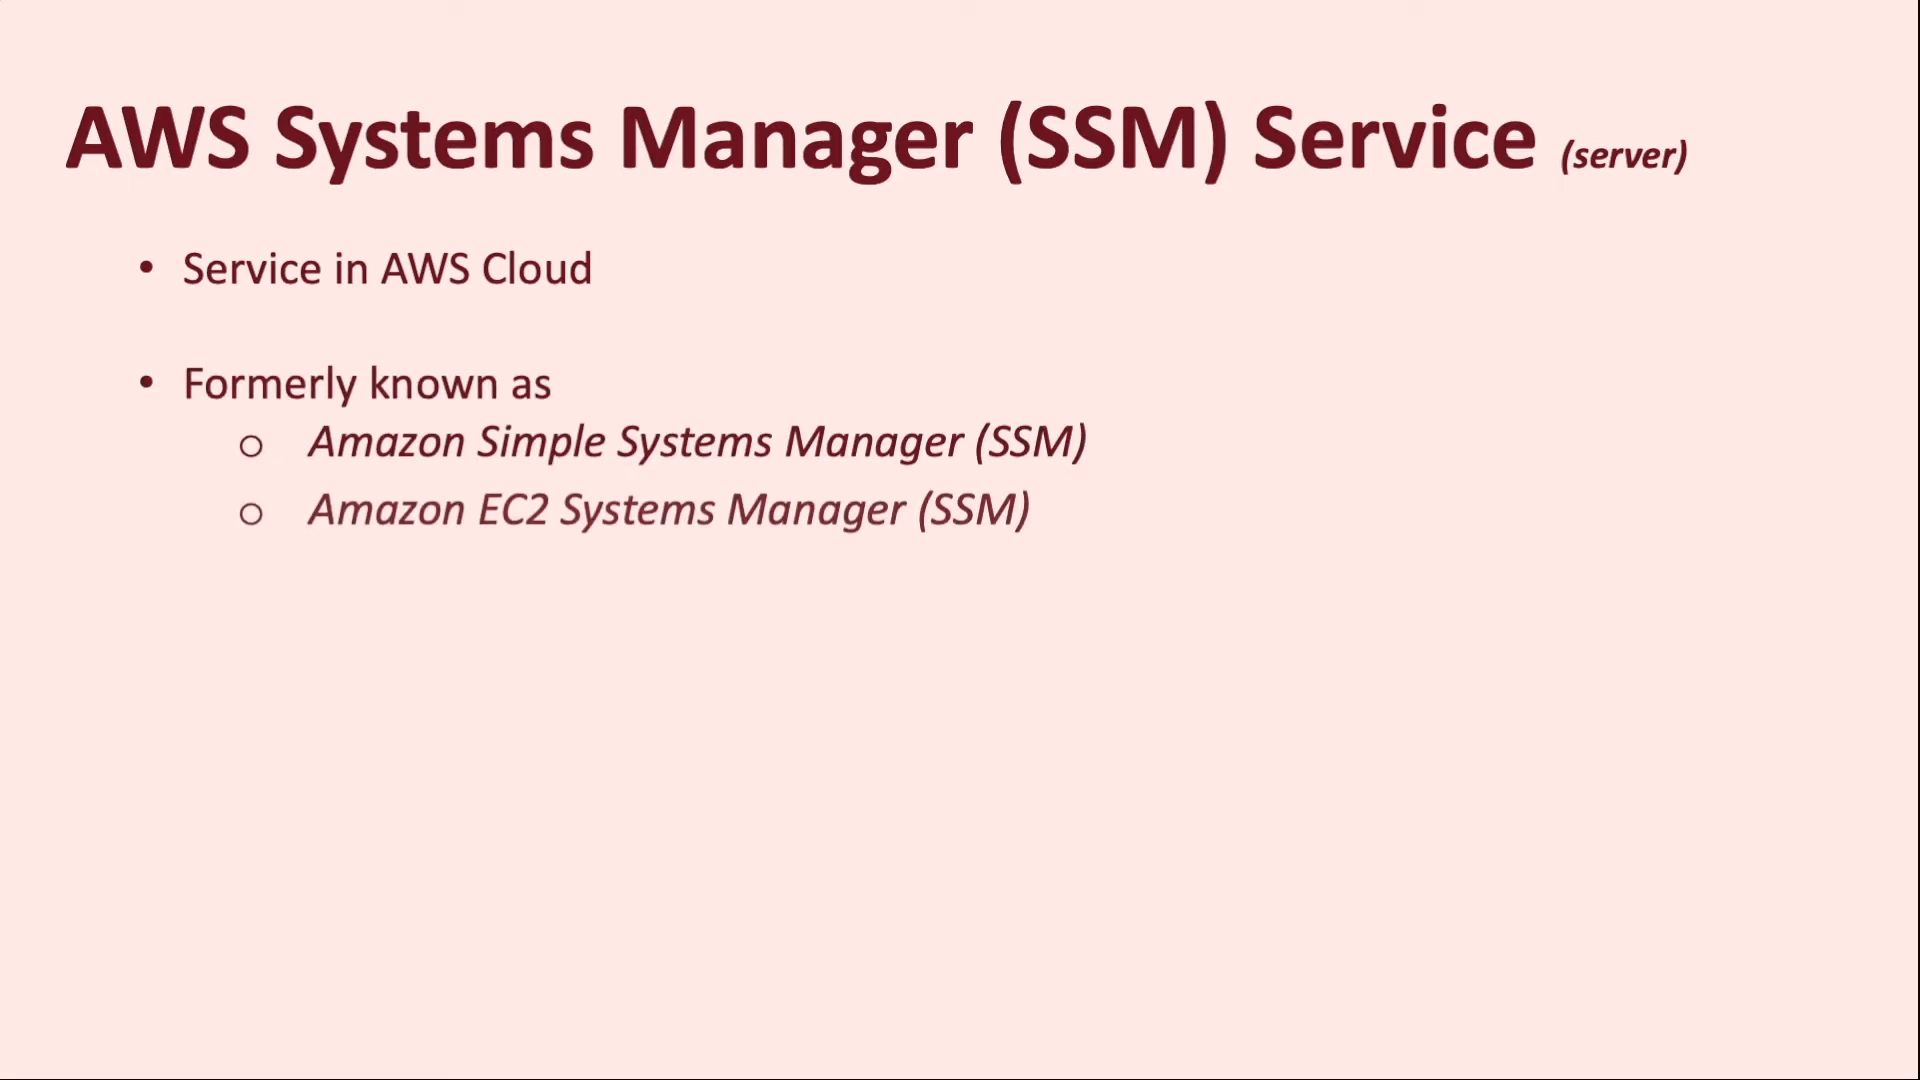 AWS Systems Manager (SSM) Service (server)
• Service in AWS Cloud
• Formerly known as
o Amazon Simple Systems Manager (SSM)
o Amazon EC2 Systems Manager (SSM)